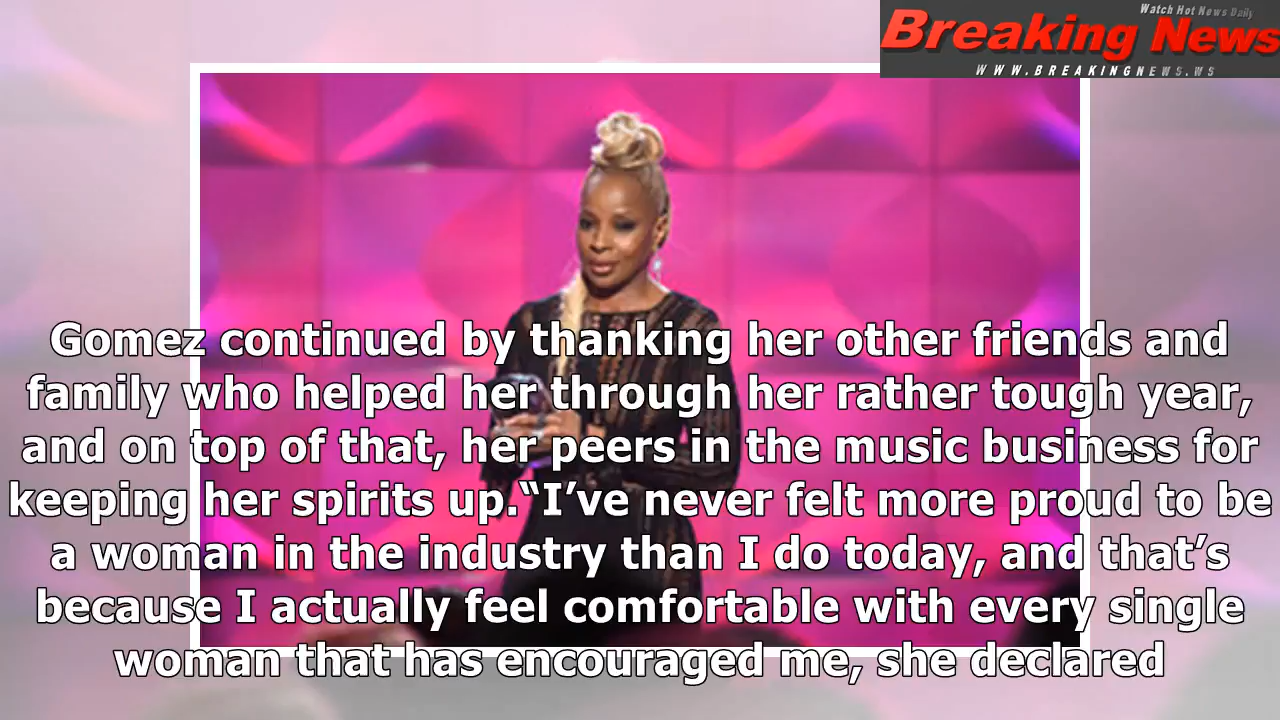 Watch Hot News Daily
Breaking News
WWW.BREAKINGNEWS.WS
Gomez continued by thanking her other friends and
family who helped her through her rather tough year,
and on top of that, her peers in the music business for
keeping her spirits up.“I’ve never felt more proud to be
a woman in the industry than I do today, and that’s
because I actually feel comfortable with every single
woman that has encouraged me, she declared